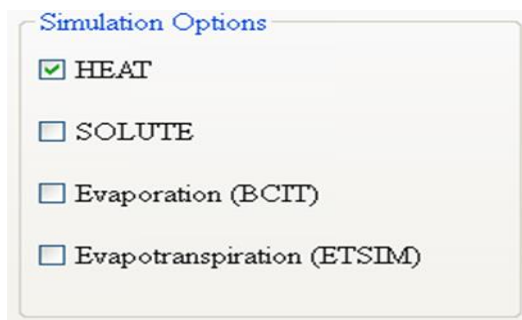 Simulation Options
HEAT
SOLUTE
Evaporation (BCIT)
Evapotranspiration (ETSIM)